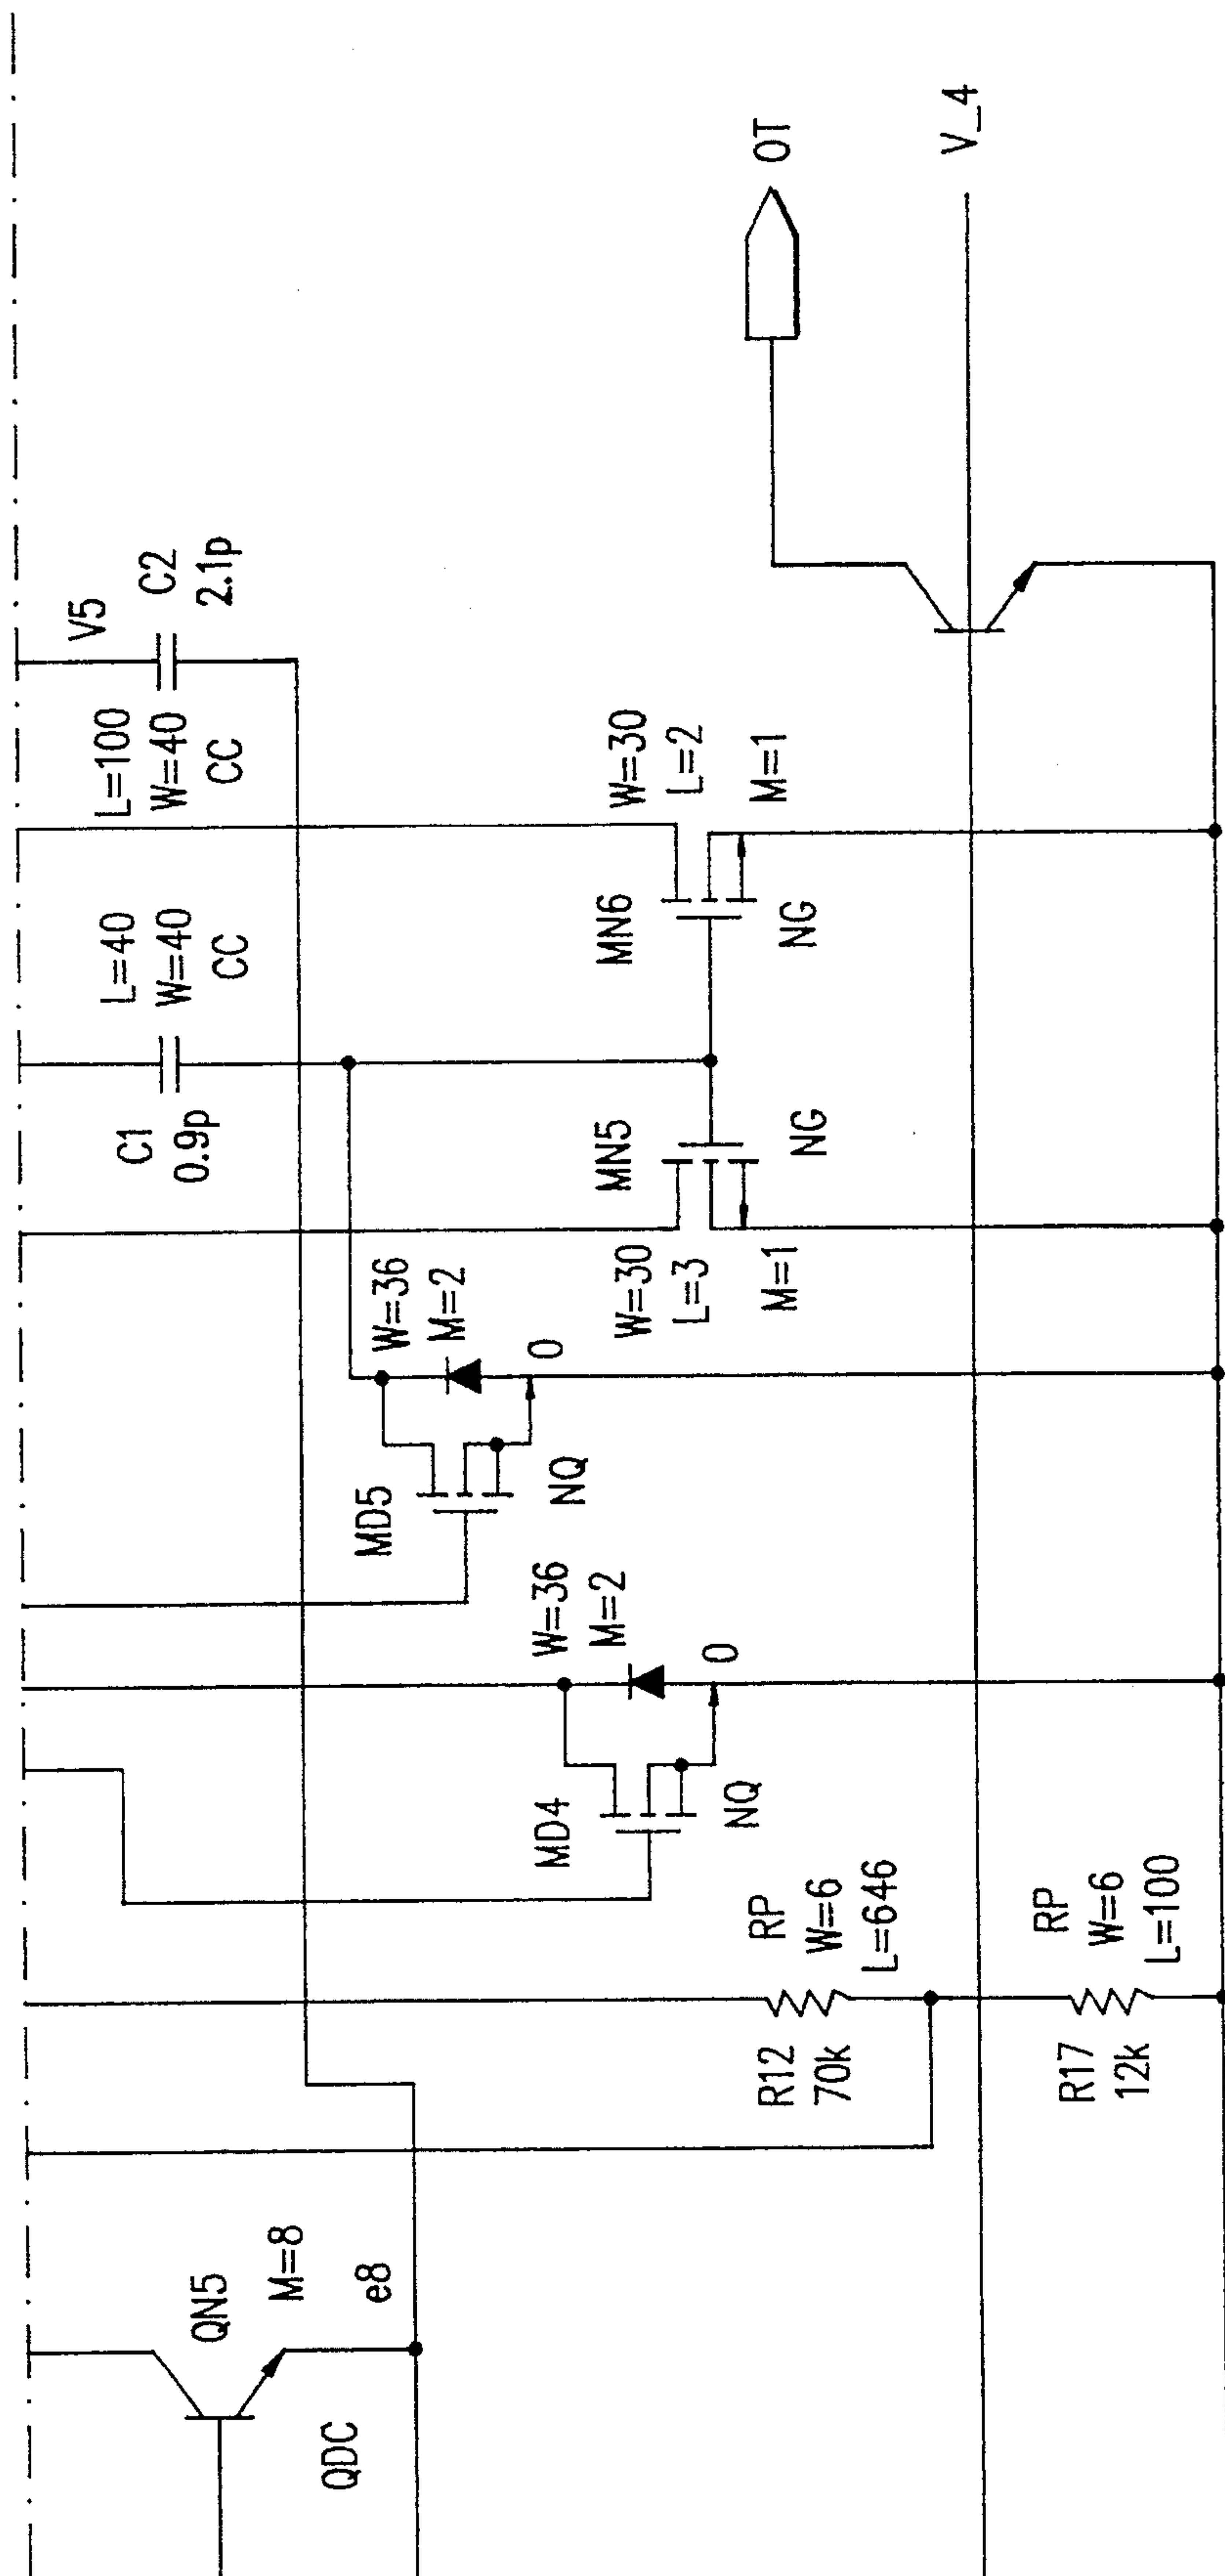 OT
V_4
V5
C2
2.1p
L=100
W=40
CC
W=30
L=2
M=1
MN6
NG
L=40
W=40
CC
C1
0.9p
MN5
NG
W=30
L=3
M=1
W=36
M=2
O
MD5
NQ
W=36
M=2
O
MD4
NQ
RP
W=6
L=646
R12
70k
RP
W=6
L=100
R17
12k
QN5
M=8
e8
QDC